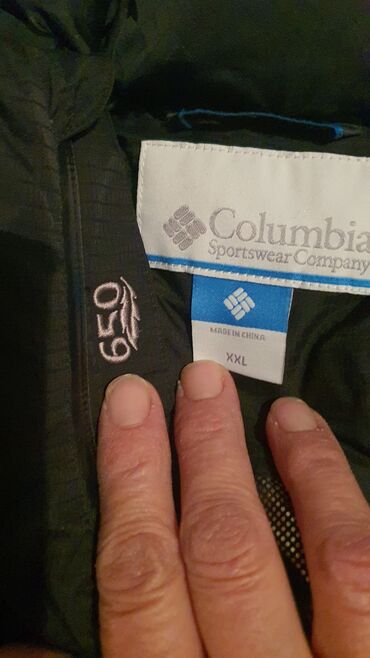 Columbia
Sportswear Company
MADE IN CHINA
XXL
650